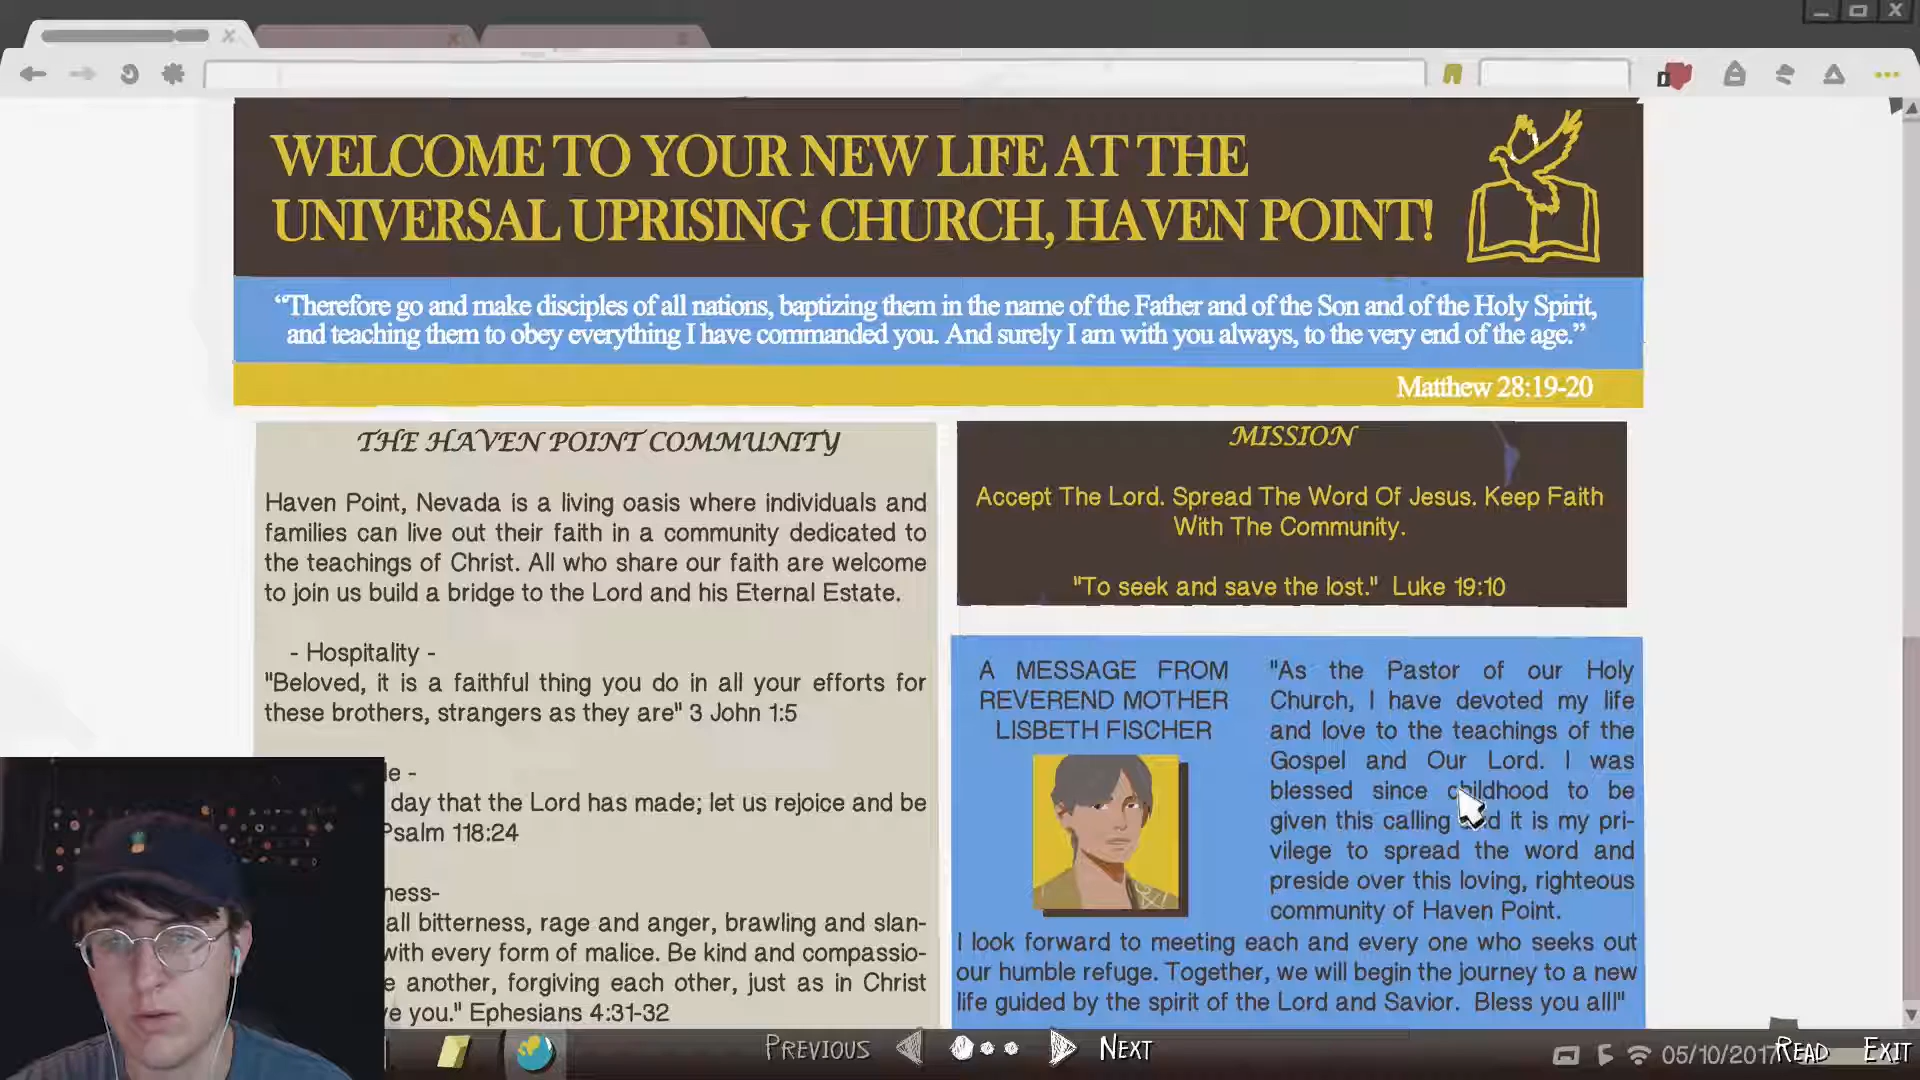 WELCOME TO YOUR NEW LIFE AT THE
UNIVERSAL UPRISING CHURCH, HAVEN POINT!
“Therefore go and make disciples of all nations, baptizing them in the name of the Father and of the Son and of the Holy Spirit,
and teaching them to obey everything I have commanded you. And surely I am with you always, to the very end of the age.”
Matthew 28:19-20
THE HAVEN POINT COMMUNITY
Haven Point, Nevada is a living oasis where individuals and
families can live out their faith in a community dedicated to
the teachings of Christ. All who share our faith are welcome
to join us build a bridge to the Lord and his Eternal Estate.
- Hospitality -
"Beloved, it is a faithful thing you do in all your efforts for
these brothers, strangers as they are" 3 John 1:5
day that the Lord has made; let us rejoice and be
Psalm 118:24
all bitterness, rage and anger, brawling and slan-
with every form of malice. Be kind and compassio-
another, forgiving each other, just as in Christ
you." Ephesians 4:31-32
MISSION
Accept The Lord. Spread The Word Of Jesus. Keep Faith
With The Community.
"To seek and save the lost." Luke 19:10
A MESSAGE FROM
REVEREND MOTHER
LISBETH FISCHER
"As the Pastor of our Holy
Church, I have devoted my life
and love to the teachings of the
Gospel and Our Lord. I was
blessed since childhood to be
given this calling and it is my pri-
vilege to spread the word and
preside over this loving, righteous
community of Haven Point.
I look forward to meeting each and every one who seeks out
our humble refuge. Together, we will begin the journey to a new
life guided by the spirit of the Lord and Savior. Bless you all!"
PREVIOUS
NEXT
05/10/2017
READ
EXIT